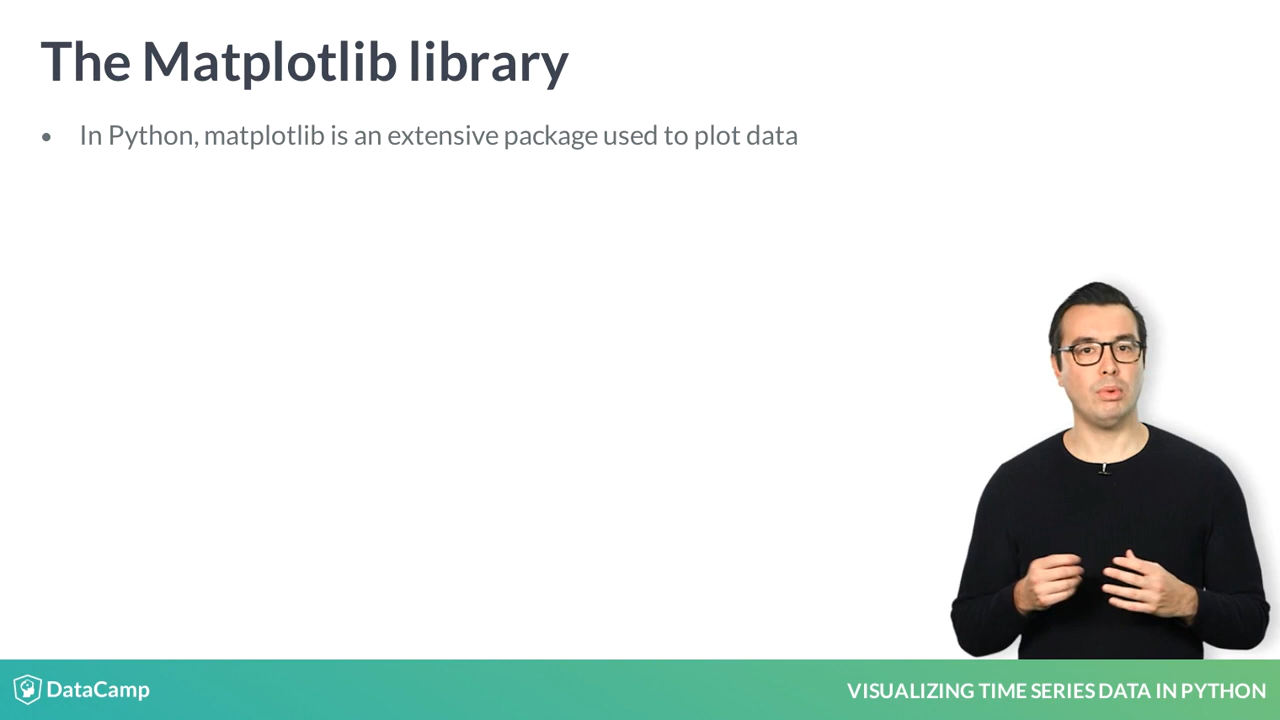 The Matplotlib library
• In Python, matplotlib is an extensive package used to plot data
DataCamp
VISUALIZING TIME SERIES DATA IN PYTHON